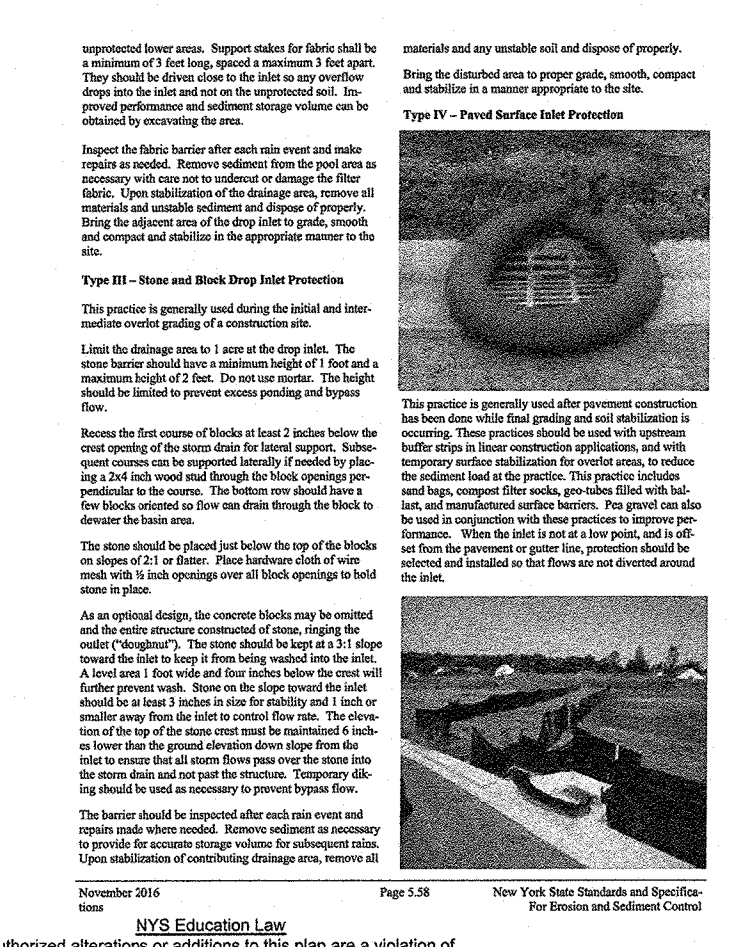 unprotected lower areas. Support stakes for fabric shall be
a minimum of 3 feet long, spaced a maximum 3 feet apart.
They should be driven close to the inlet so any overflow
drops into the inlet and not on the unprotected soil. Im-
proved performance and sediment storage volume can be
obtained by excavating the area.
Inspect the fabric barrier after each rain event and make
repairs as needed. Remove sediment from the pool area as
necessary with care not to undercut or damage the filter
fabric. Upon stabilization of the drainage area, remove all
materials and unstable sediment and dispose of properly.
Bring the adjacent area of the drop inlet to grade, smooth
and compact and stabilize in the appropriate manner to the
site.
Type III – Stone and Block Drop Inlet Protection
This practice is generally used during the initial and inter-
mediate overlot grading of a construction site.
Limit the drainage area to 1 acre at the drop inlet. The
stone barrier should have a minimum height of 1 foot and a
maximum height of 2 feet. Do not use mortar. The height
should be limited to prevent excess ponding and bypass
flow.
Recess the first course of blocks at least 2 inches below the
crest opening of the storm drain for lateral support. Subse-
quent courses can be supported laterally if needed by plac-
ing a 2x4 inch wood stud through the block openings per-
pendicular to the course. The bottom row should have a
few blocks oriented so flow can drain through the block to
dewater the basin area.
The stone should be placed just below the top of the blocks
on slopes of 2:1 or flatter. Place hardware cloth of wire
mesh with ½ inch openings over all block openings to hold
stone in place.
As an optional design, the concrete blocks may be omitted
and the entire structure constructed of stone, ringing the
outlet (“doughnut”). The stone should be kept at a 3:1 slope
toward the inlet to keep it from being washed into the inlet.
A level area 1 foot wide and four inches below the crest will
further prevent wash. Stone on the slope toward the inlet
should be at least 3 inches in size for stability and 1 inch or
smaller away from the inlet to control flow rate. The eleva-
tion of the top of the stone crest must be maintained 6 inch-
es lower than the ground elevation down slope from the
inlet to ensure that all storm flows pass over the stone into
the storm drain and not past the structure. Temporary dik-
ing should be used as necessary to prevent bypass flow.
The barrier should be inspected after each rain event and
repairs made where needed. Remove sediment as necessary
to provide for accurate storage volume for subsequent rains.
Upon stabilization of contributing drainage area, remove all
materials and any unstable soil and dispose of properly.
Bring the disturbed area to proper grade, smooth, compact
and stabilize in a manner appropriate to the site.
Type IV – Paved Surface Inlet Protection
This practice is generally used after pavement construction
has been done while final grading and soil stabilization is
occurring. These practices should be used with upstream
buffer strips in linear construction applications, and with
temporary surface stabilization for overlot areas, to reduce
the sediment load at the practice. This practice includes
sand bags, compost filter socks, geo-tubes filled with bal-
last, and manufactured surface barriers. Pea gravel can also
be used in conjunction with these practices to improve per-
formance. When the inlet is not at a low point, and is off-
set from the pavement or gutter line, protection should be
selected and installed so that flows are not diverted around
the inlet.
November 2016 Page 5.58 New York State Standards and Specifica-
tions For Erosion and Sediment Control
NYS Education Law
uthorized alterations or additions to this plan are a violation of